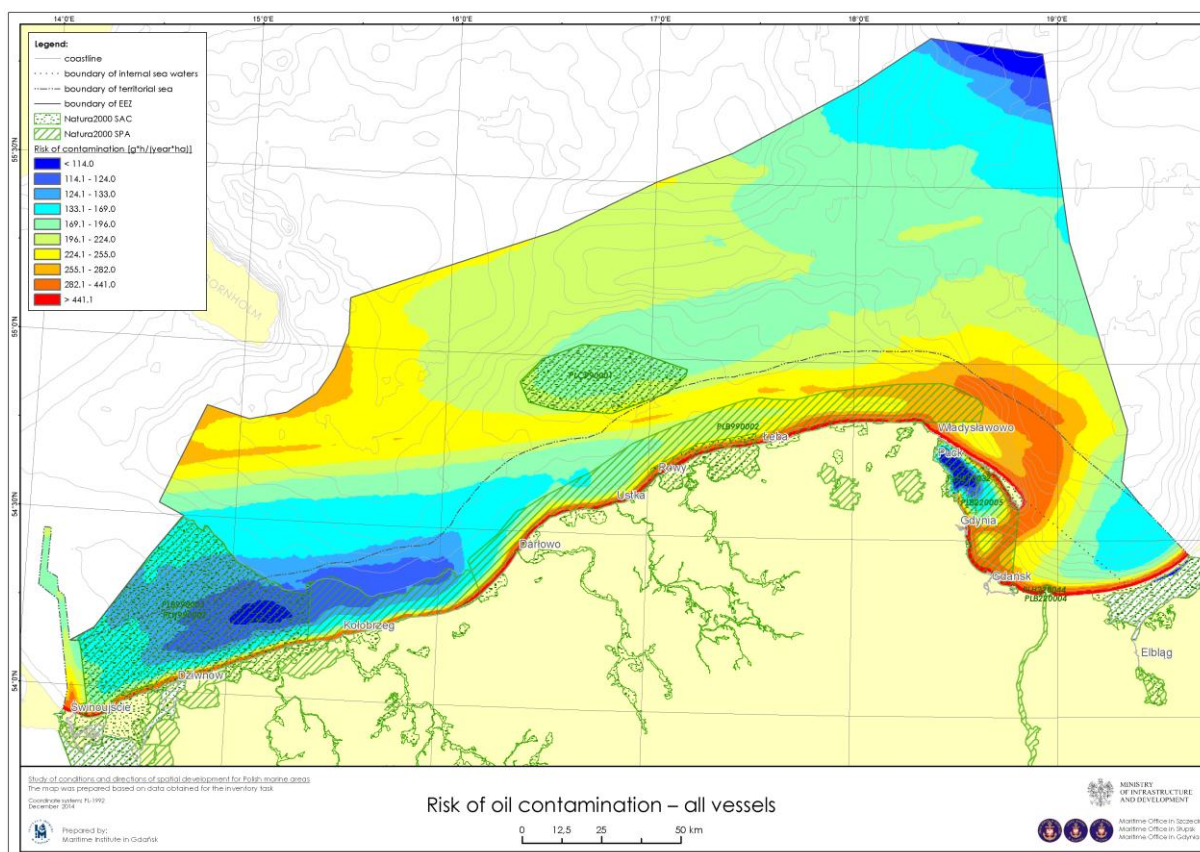 14°0'E 15°0'E 16°0'E 17°0'E 18°0'E 19°0'E
Legend:
coastline
boundary of internal sea waters
boundary of territorial sea
boundary of EEZ
Natura2000 SAC
Natura2000 SPA
Risk of contamination [g*h/(year*ha)]
< 114.0
114.1 - 124.0
124.1 - 133.0
133.1 - 169.0
169.1 - 196.0
196.1 - 224.0
224.1 - 255.0
255.1 - 282.0
282.1 - 441.0
> 441.1
55°30'N
55°0'N
54°30'N
54°0'N
BORNHOLM
PLC990001
PLB990002
Władysławowo
Łeba
Puck
Rowy
Ustka
PLB220005
Gdynia
Darłowo
Gdańsk
PLB220004
Kołobrzeg
Elbląg
Dziwnów
Świnoujście
Study of conditions and directions of spatial development for Polish marine areas
The map was prepared based on data obtained for the inventory task
Coordinate system: PL-1992
December 2014
Prepared by:
Maritime Institute in Gdańsk
Risk of oil contamination – all vessels
0 12,5 25 50 km
MINISTRY
OF INFRASTRUCTURE
AND DEVELOPMENT
Maritime Office in Szczecin
Maritime Office in Słupsk
Maritime Office in Gdynia